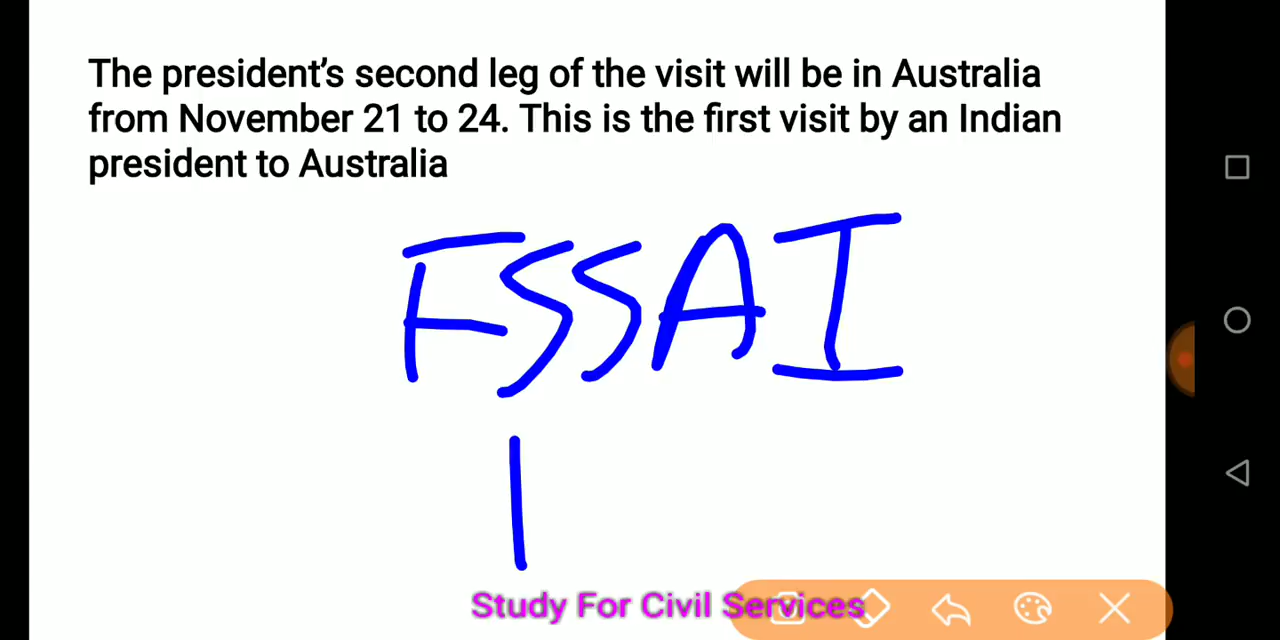 The president's second leg of the visit will be in Australia
from November 21 to 24. This is the first visit by an Indian
president to Australia
FSSAI
Study For Civil Services